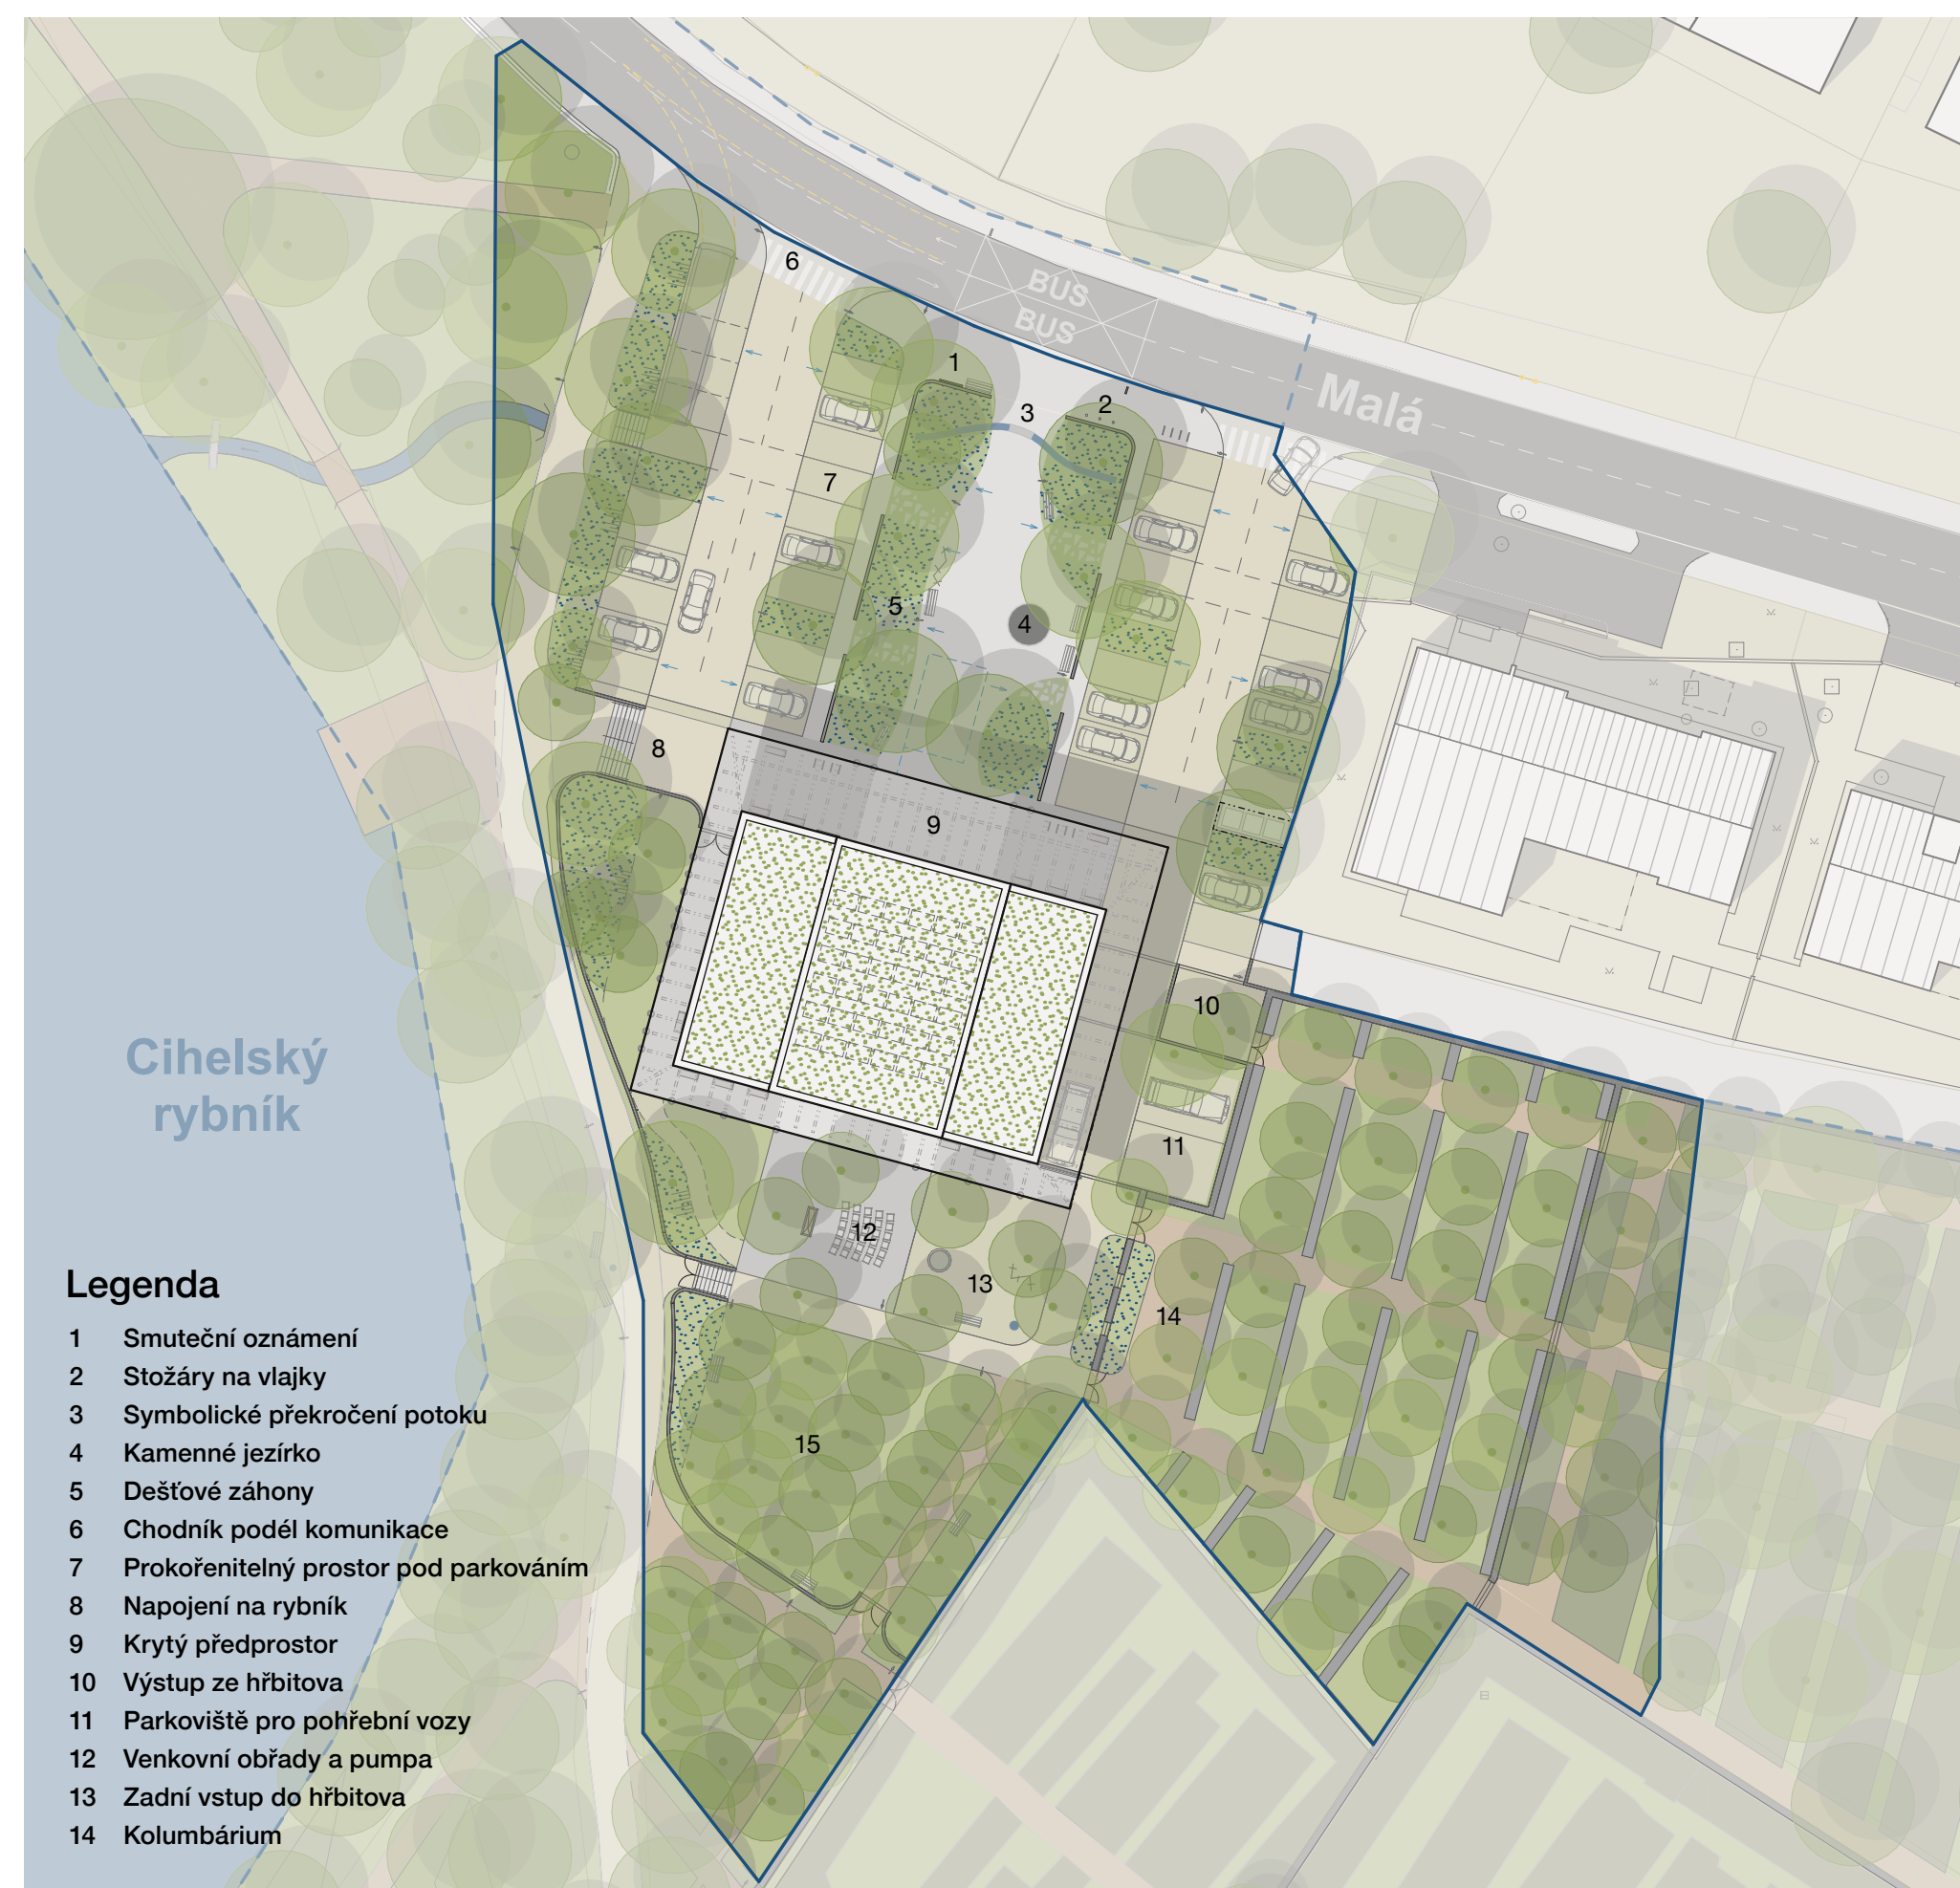 BUS
BUS
Malá
6
1
2
3
7
5
4
8
9
10
11
12
13
14
15
Cihelský
rybník
Legenda
1 Smuteční oznámení
2 Stožáry na vlajky
3 Symbolické překročení potoku
4 Kamenné jezírko
5 Dešťové záhony
6 Chodník podél komunikace
7 Prokořenitelný prostor pod parkováním
8 Napojení na rybník
9 Krytý předprostor
10 Výstup ze hřbitova
11 Parkoviště pro pohřební vozy
12 Venkovní obřady a pumpa
13 Zadní vstup do hřbitova
14 Kolumbárium